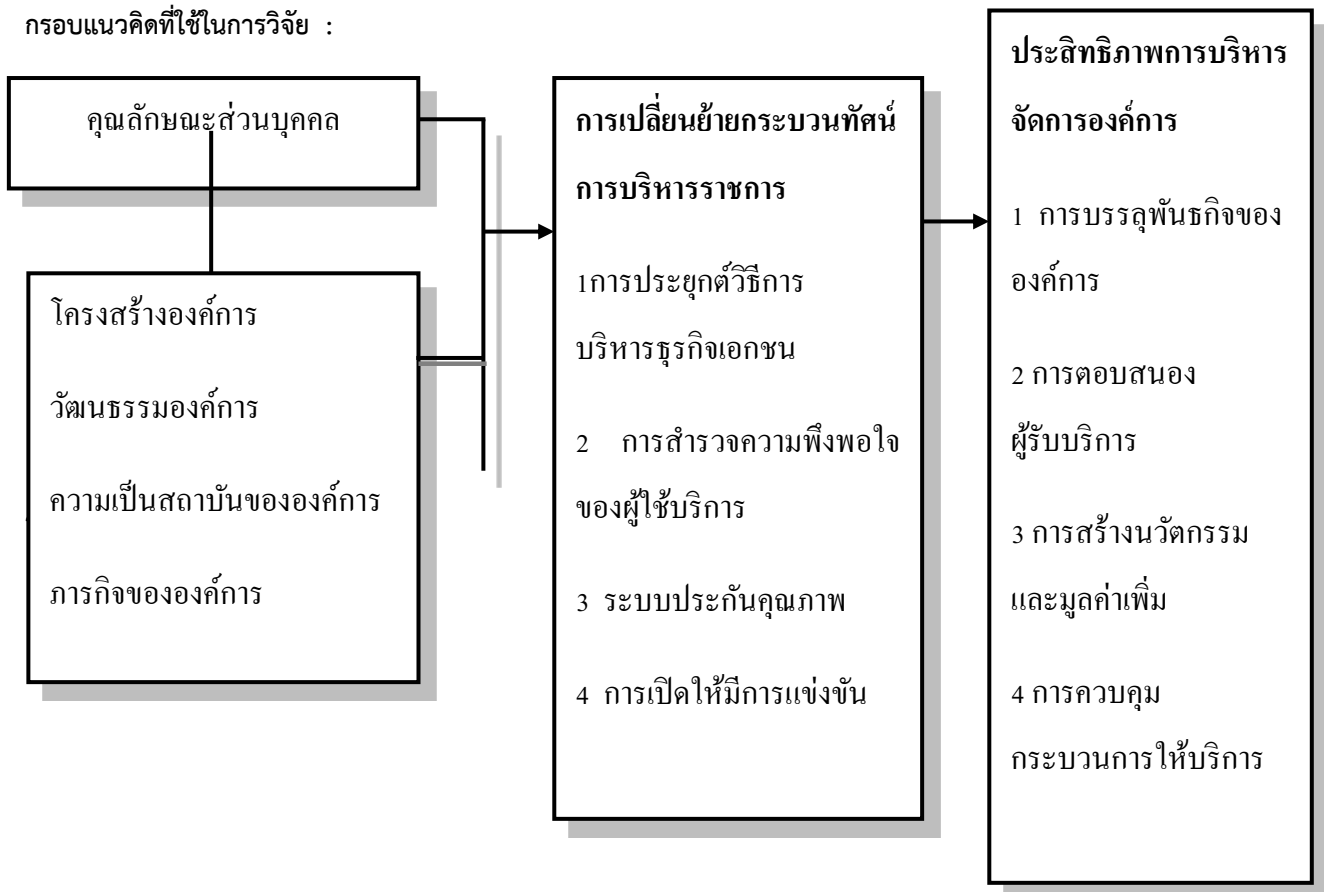 กรอบแนวคิดที่ใช้ในการวิจัย :
คุณลักษณะส่วนบุคคล
โครงสร้างองค์การ
วัฒนธรรมองค์การ
ความเป็นสถาบันขององค์การ
ภารกิจขององค์การ
การเปลี่ยนย้ายกระบวนทัศน์
การบริหารราชการ
1การประยุกต์วิธีการ
บริหารธุรกิจเอกชน
2 การสำรวจความพึงพอใจ
ของผู้ใช้บริการ
3 ระบบประกันคุณภาพ
4 การเปิดให้มีการแข่งขัน
ประสิทธิภาพการบริหาร
จัดการองค์การ
1 การบรรลุพันธกิจของ
องค์การ
2 การตอบสนอง
ผู้รับบริการ
3 การสร้างนวัตกรรม
และมูลค่าเพิ่ม
4 การควบคุม
กระบวนการให้บริการ